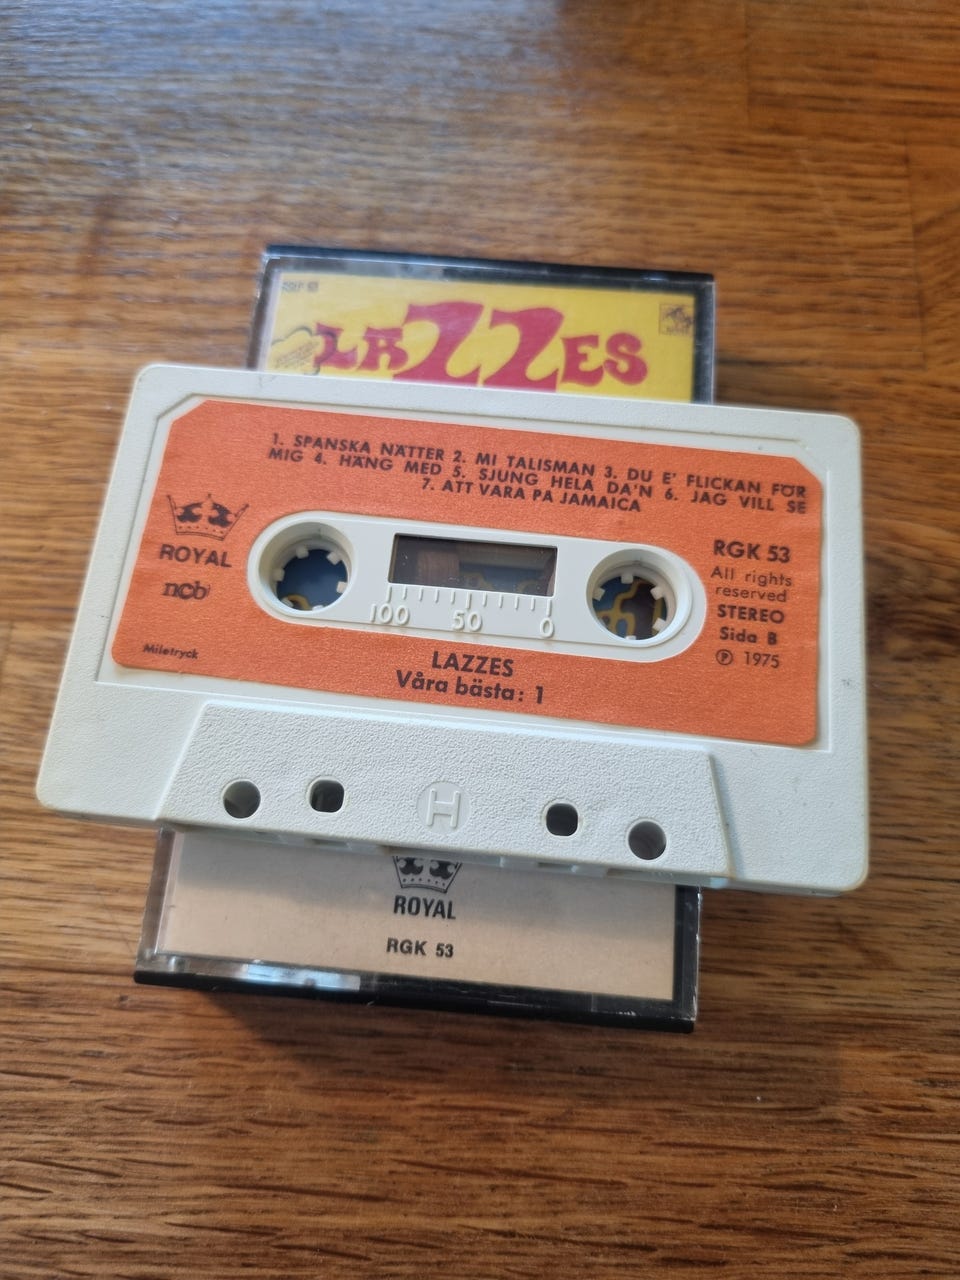 LAZZES
1. SPANSKA NÄTTER 2. MI TALISMAN 3. DU E' FLICKAN FÖR
MIG 4. HÄNG MED 5. SJUNG HELA DA'N 6. JAG VILL SE
7. ATT VARA PÅ JAMAICA
ROYAL
ncb
RGK 53
All rights
reserved
STEREO
Sida B
Ⓟ 1975
100 50 0
Miletryck
LAZZES
Våra bästa: 1
H
ROYAL
RGK 53